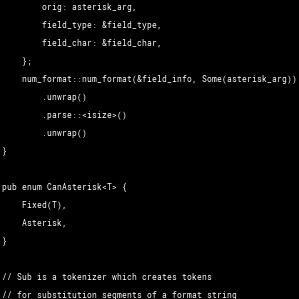 orig: asterisk_arg,
field_type: &field_type,
field_char: &field_char,
};
num_format::num_format(&field_info, Some(asterisk_arg))
.unwrap()
.parse::<isize>()
.unwrap()
}
pub enum CanAsterisk<T> {
Fixed(T),
Asterisk,
}
// Sub is a tokenizer which creates tokens
// for substitution segments of a format string